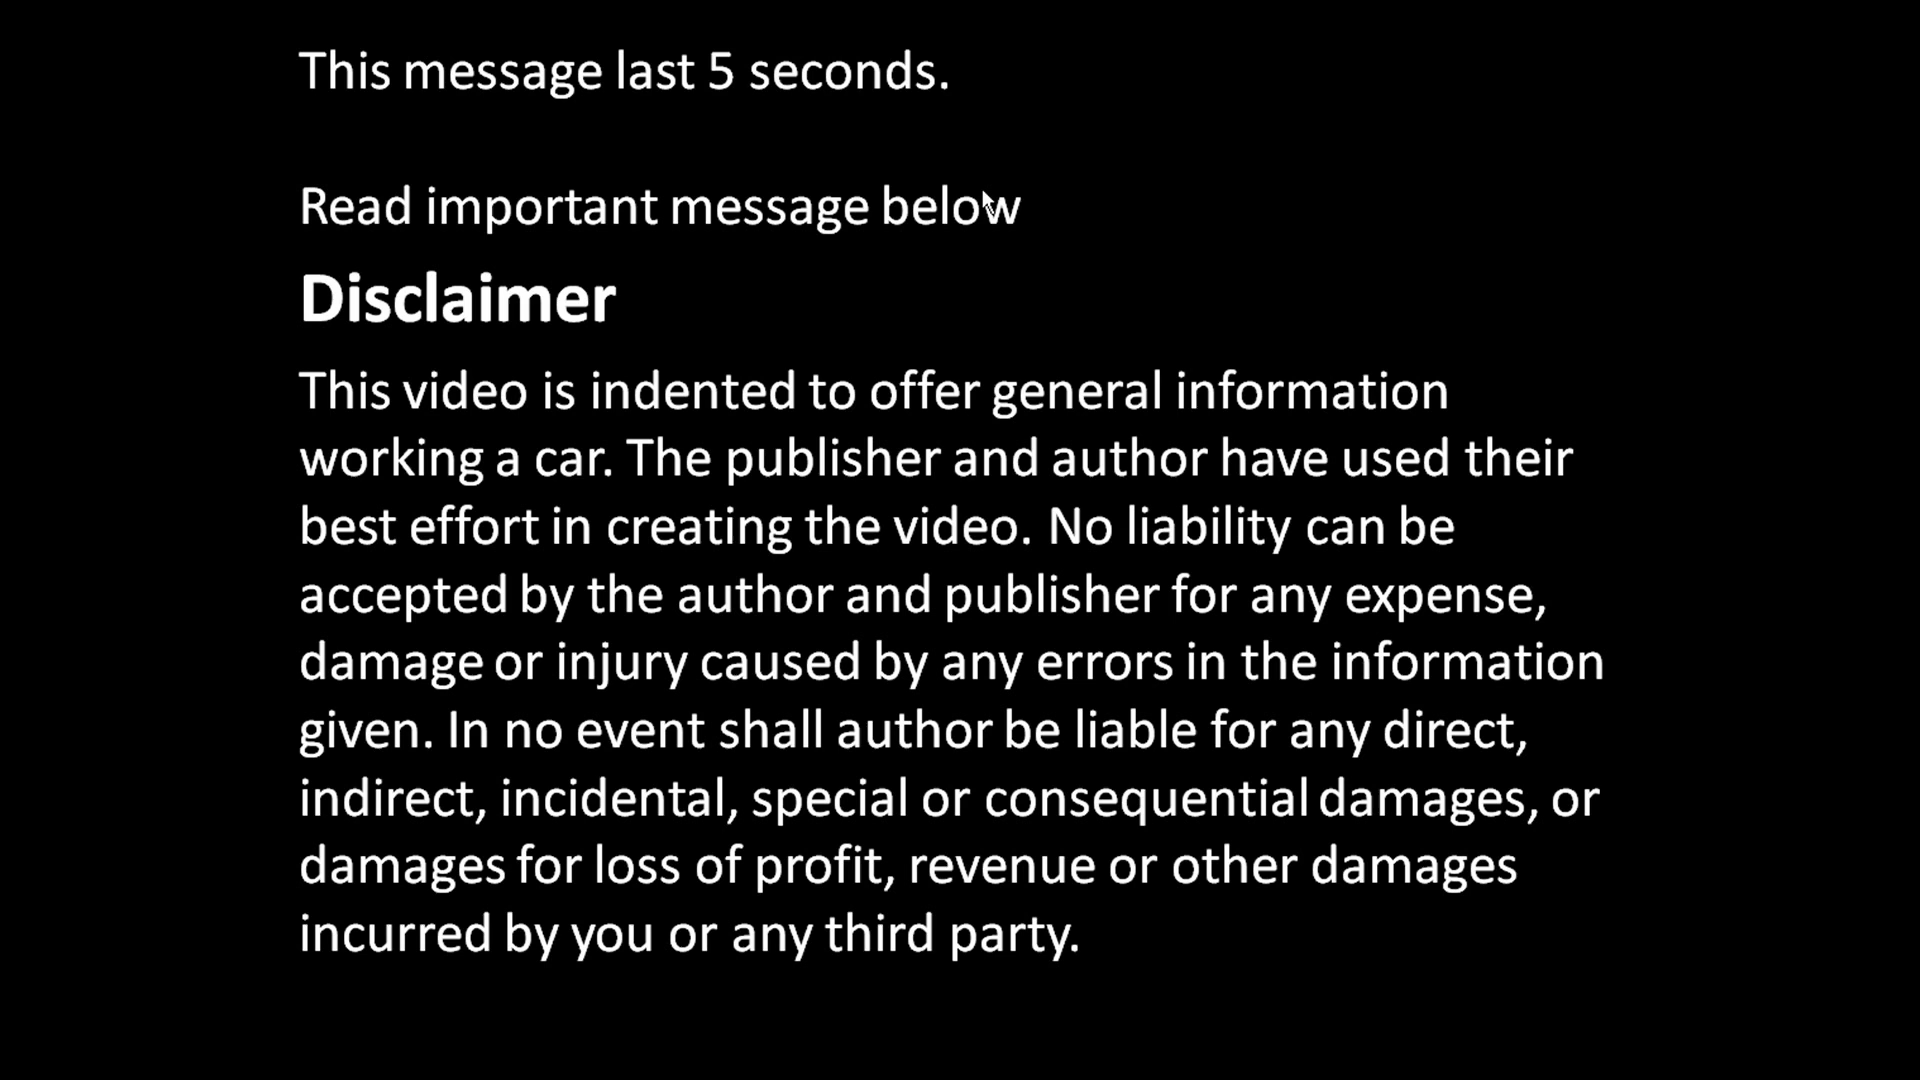 This message last 5 seconds.
Read important message below
Disclaimer
This video is indented to offer general information
working a car. The publisher and author have used their
best effort in creating the video. No liability can be
accepted by the author and publisher for any expense,
damage or injury caused by any errors in the information
given. In no event shall author be liable for any direct,
indirect, incidental, special or consequential damages, or
damages for loss of profit, revenue or other damages
incurred by you or any third party.